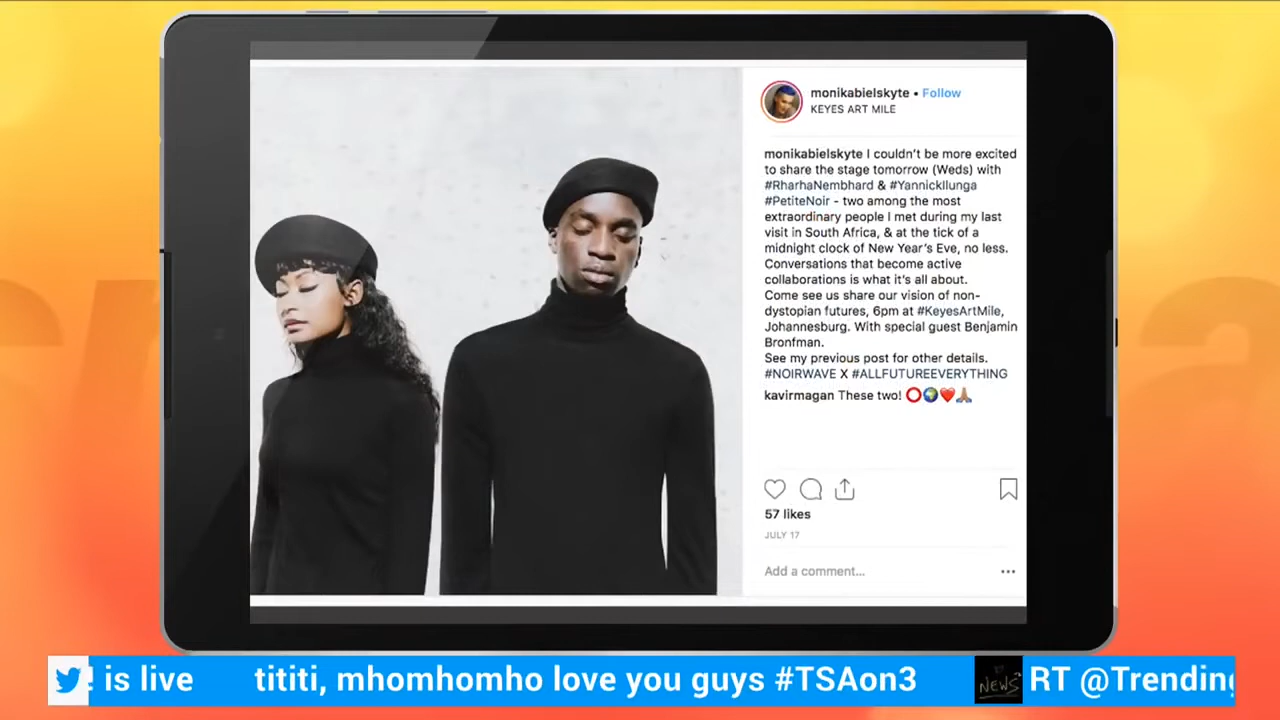 monikabielskyte • Follow
KEYES ART MILE
monikabielskyte I couldn't be more excited
to share the stage tomorrow (Weds) with
#RharhaNembhard & #YannickIlunga
#PetiteNoir - two among the most
extraordinary people I met during my last
visit in South Africa, & at the tick of a
midnight clock of New Year's Eve, no less.
Conversations that become active
collaborations is what it's all about.
Come see us share our vision of non-
dystopian futures, 6pm at #KeyesArtMile,
Johannesburg. With special guest Benjamin
Bronfman.
See my previous post for other details.
#NOIRWAVE X #ALLFUTUREEVERYTHING
kavirmagan These two! ⭕🌍❤️🙏🏽
57 likes
JULY 17
Add a comment...
is live tititi, mhomhomho love you guys #TSAon3 NEWS RT @Trending